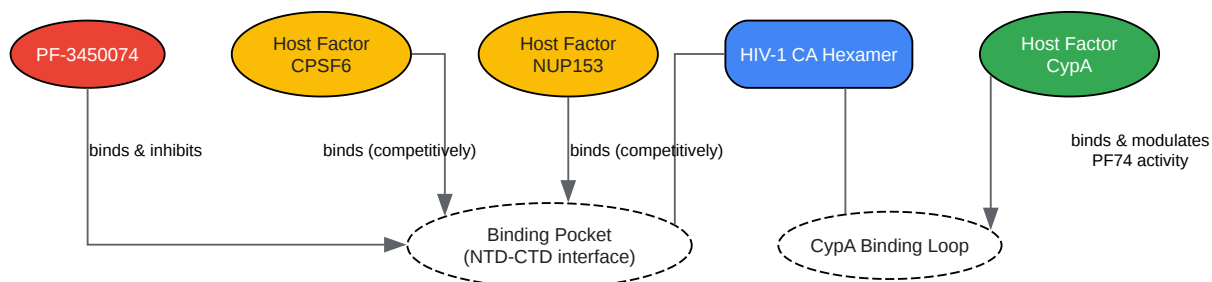 PF-3450074
Host Factor
CPSF6
Host Factor
NUP153
HIV-1 CA Hexamer
Host Factor
CypA
binds & inhibits
binds (competitively)
binds (competitively)
binds & modulates
PF74 activity
Binding Pocket
(NTD-CTD interface)
CypA Binding Loop